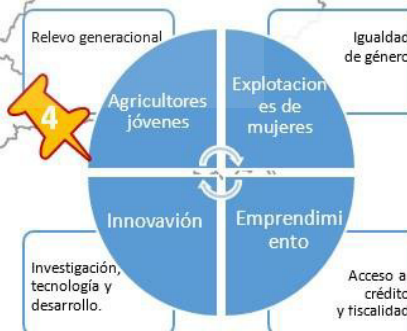 Relevo generacional
Igualdad
de género
4
Agricultores
jóvenes
Explotacion
es de
mujeres
Innovavión
Emprendimi
ento
Investigación,
tecnología y
desarrollo.
Acceso a
crédito
y fiscalidad